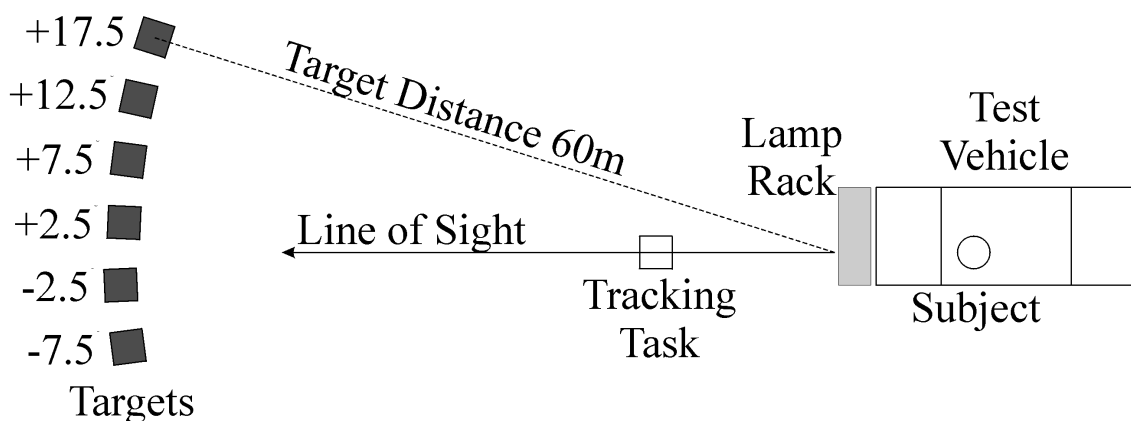 +17.5
+12.5
+7.5
+2.5
-2.5
-7.5
Targets
Target Distance 60m
Line of Sight
Tracking
Task
Lamp
Rack
Test
Vehicle
Subject